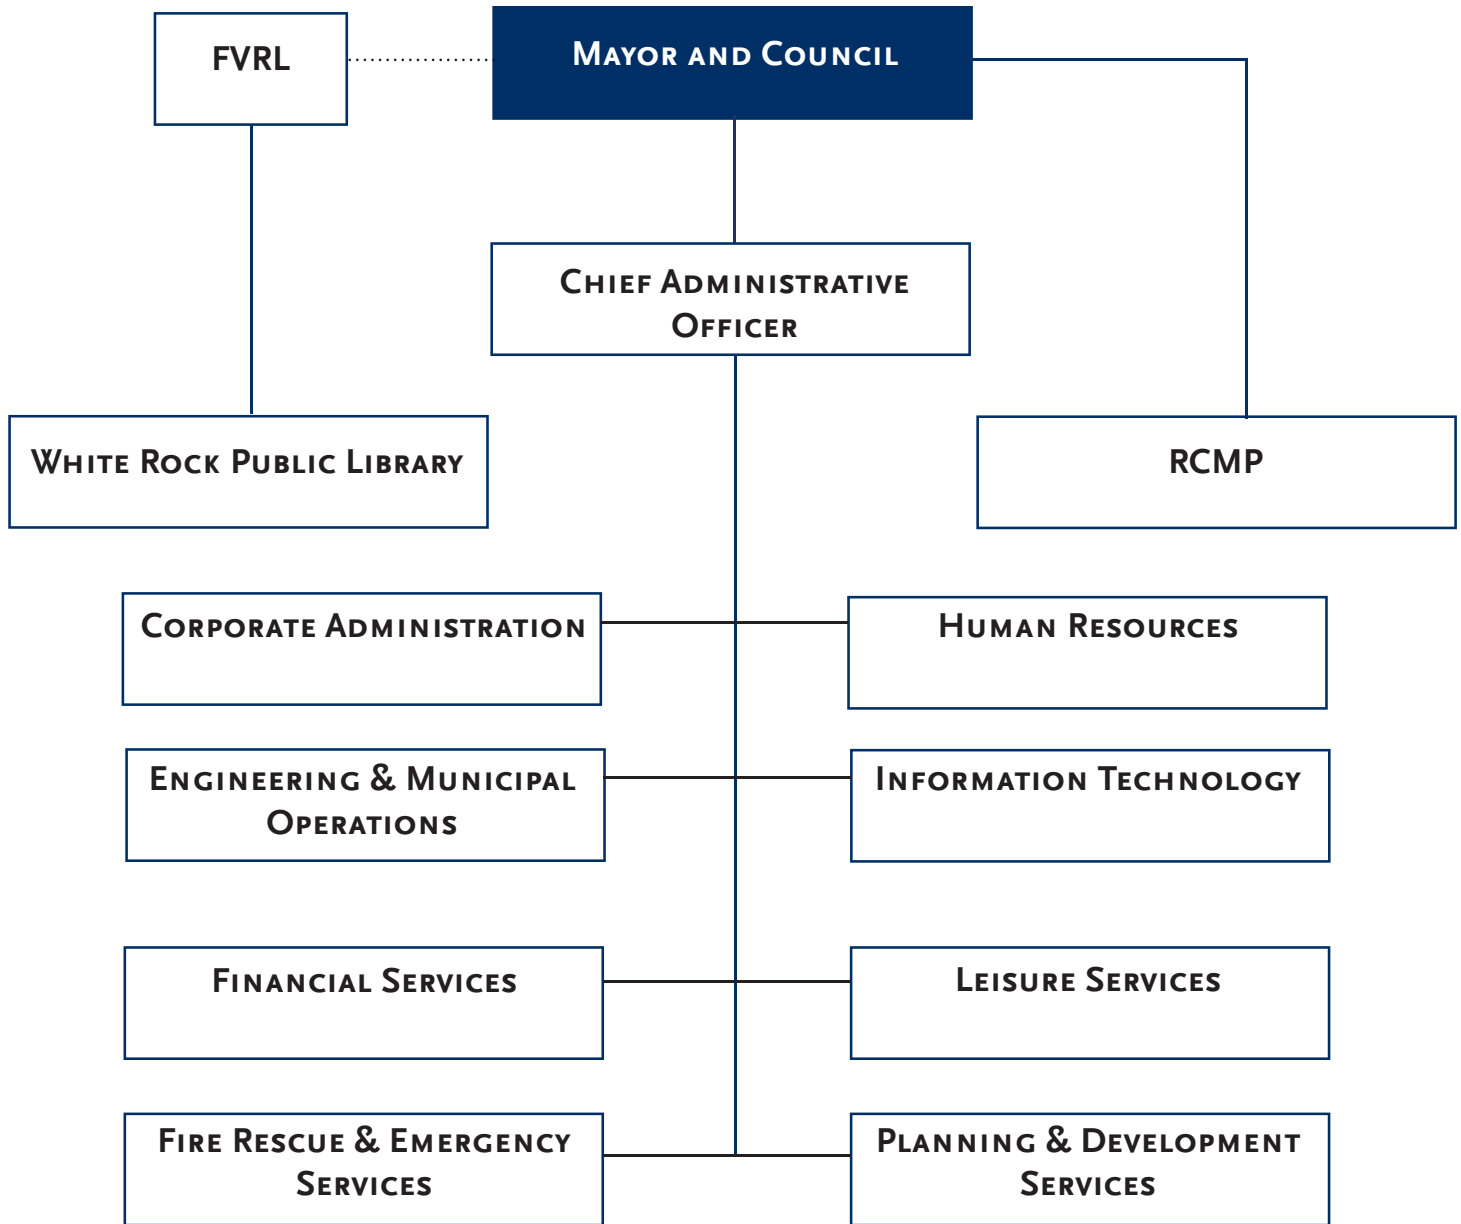 FVRL
Mayor and Council
Chief Administrative
Officer
White Rock Public Library
RCMP
Corporate Administration
Human Resources
Engineering & Municipal
Operations
Information Technology
Financial Services
Leisure Services
Fire Rescue & Emergency
Services
Planning & Development
Services